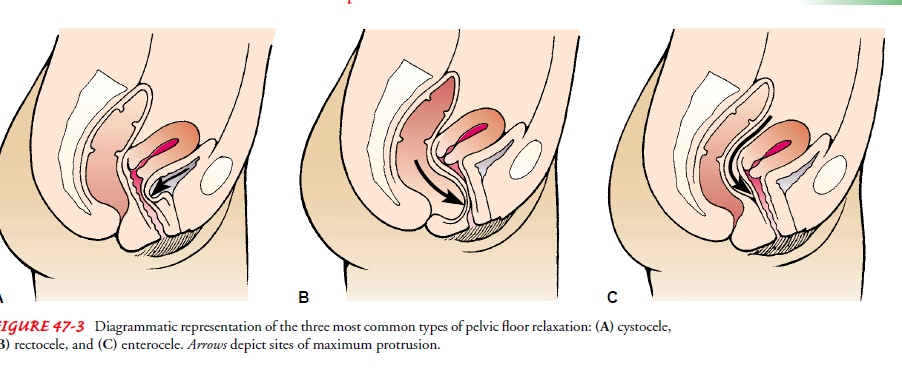 B
C
IGURE 47-3 Diagrammatic representation of the three most common types of pelvic floor relaxation: (A) cystocele,
B) rectocele, and (C) enterocele. Arrows depict sites of maximum protrusion.